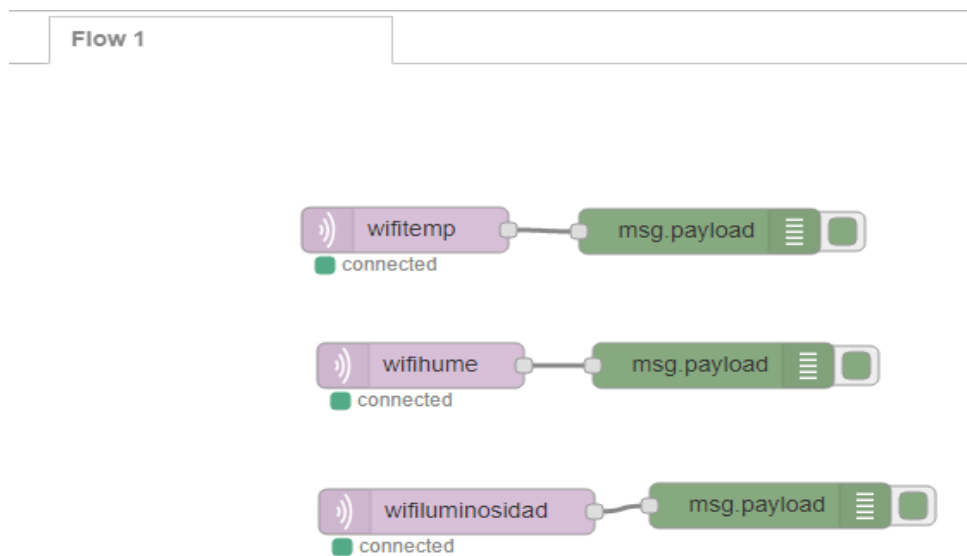 Flow 1
wifitemp msg.payload
connected
wifihume msg.payload
connected
wifiluminosidad msg.payload
connected